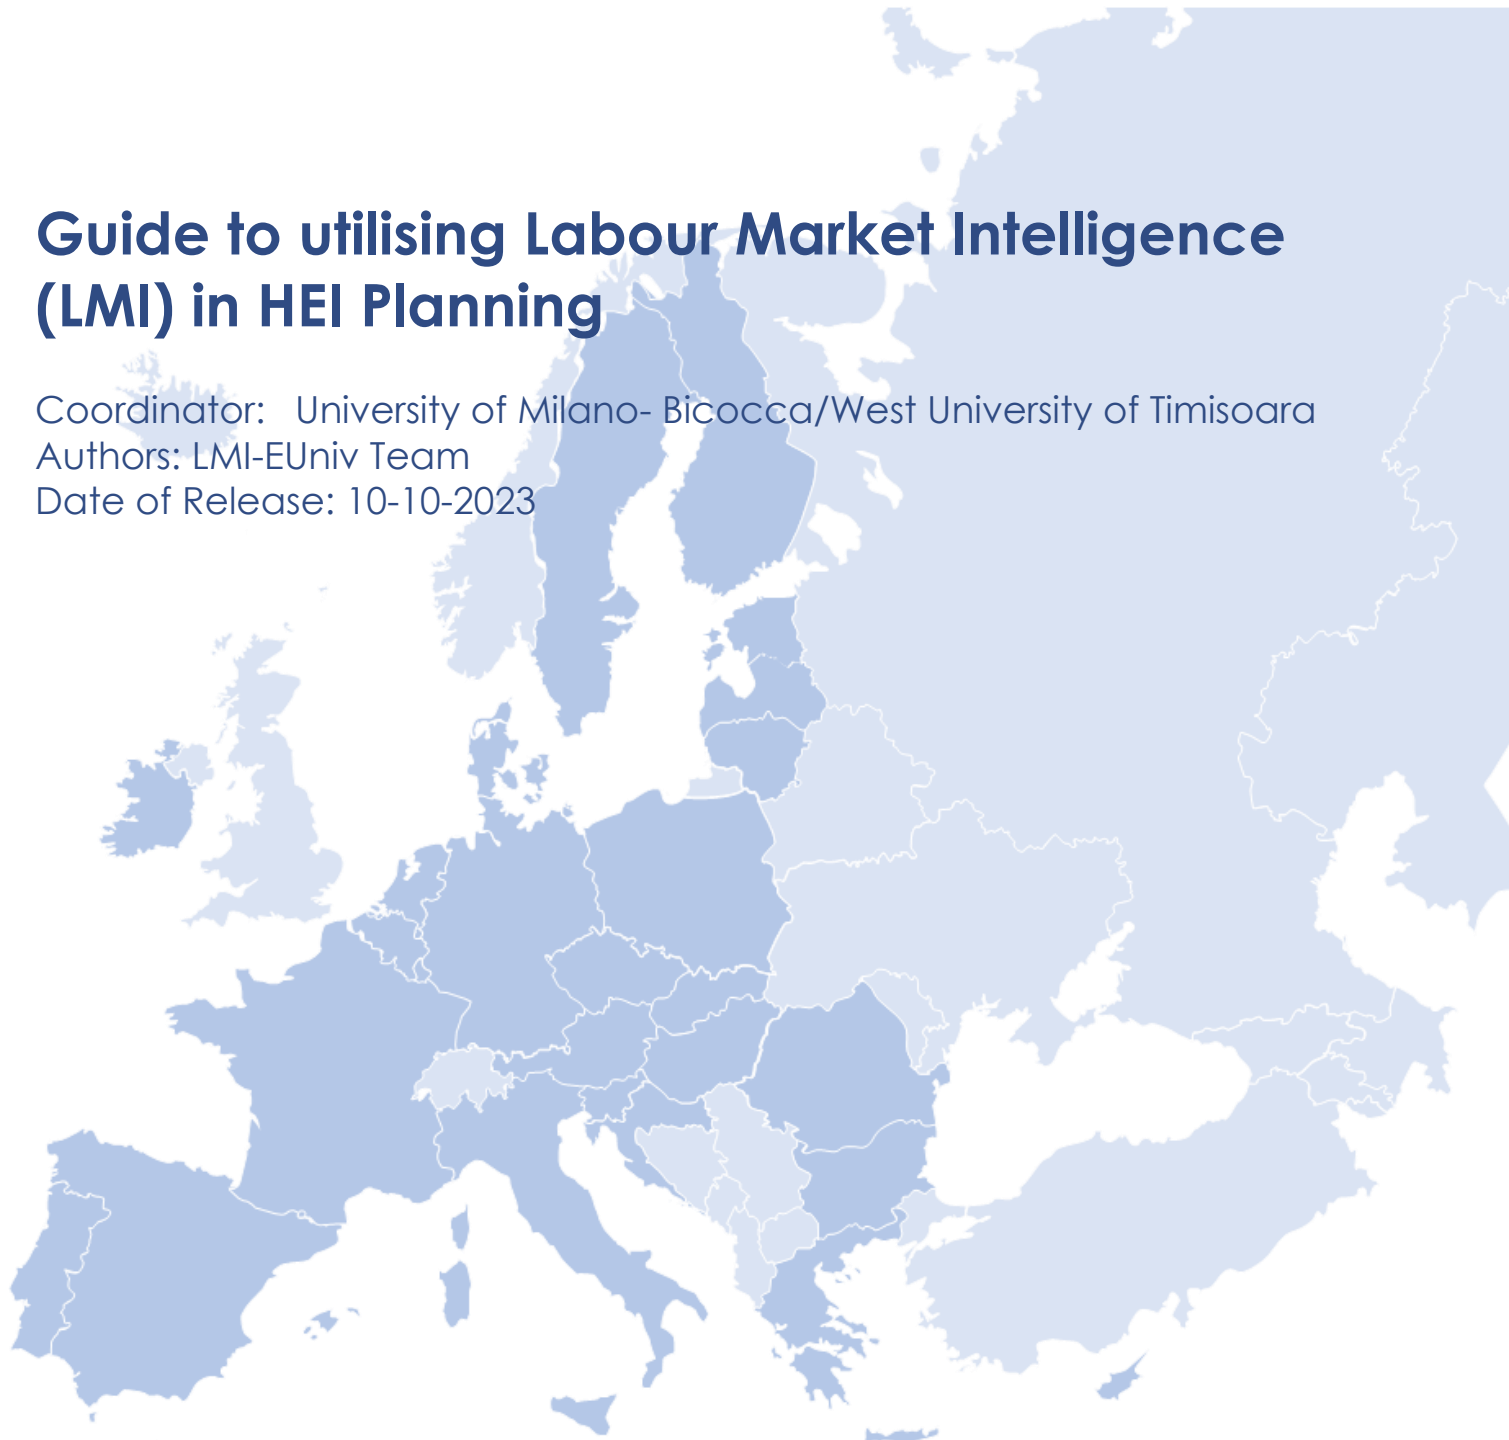 Guide to utilising Labour Market Intelligence
(LMI) in HEI Planning
Coordinator: University of Milano- Bicocca/West University of Timisoara
Authors: LMI-EUniv Team
Date of Release: 10-10-2023